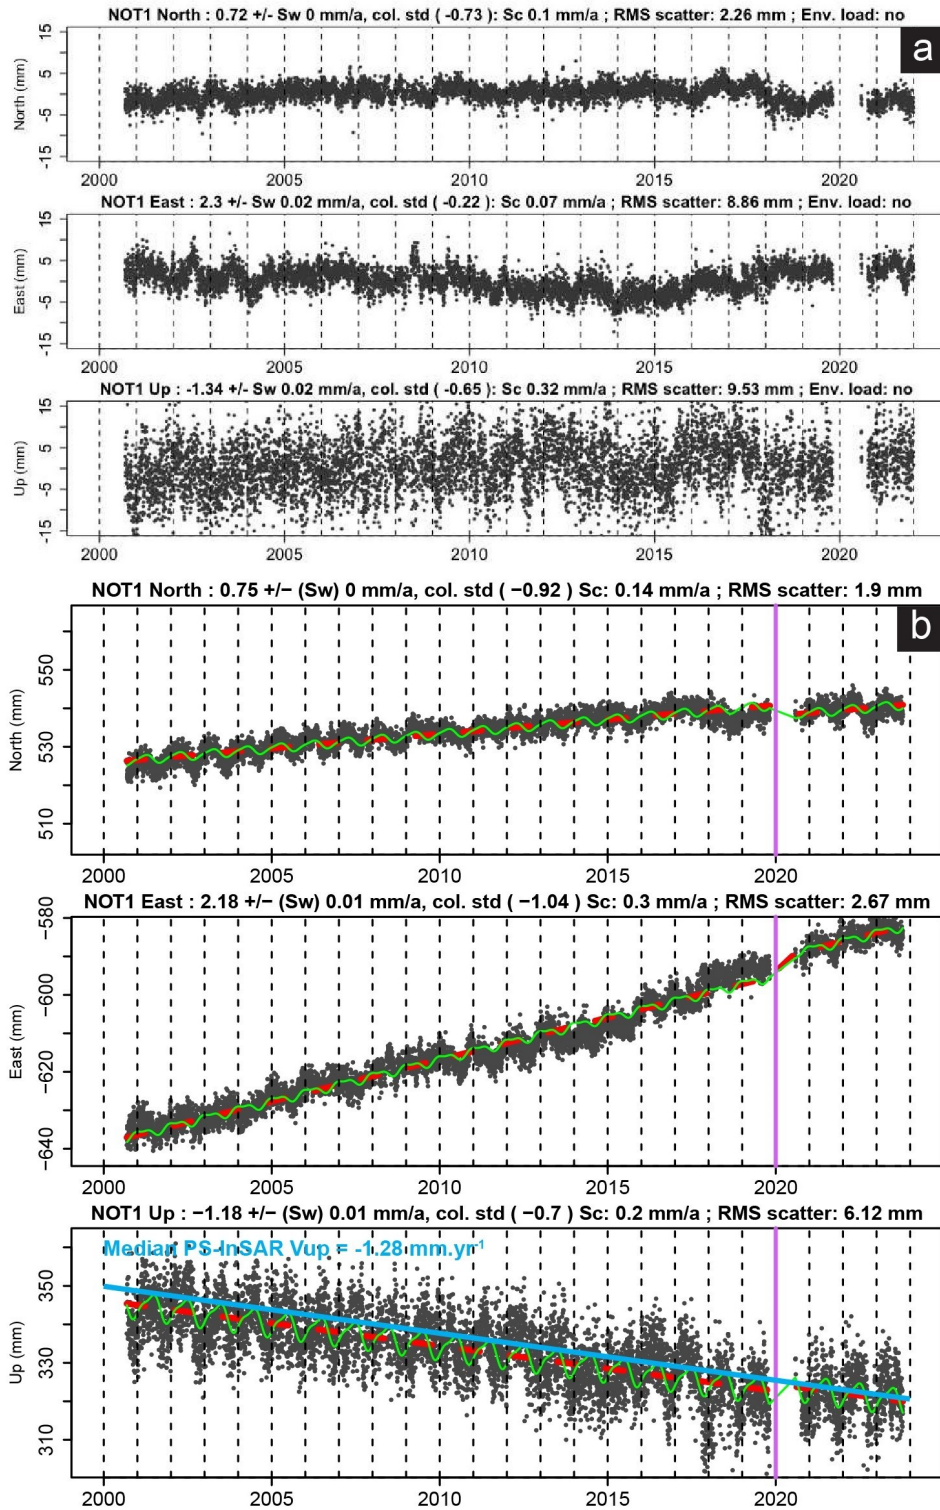 NOT1 North : 0.72 +/- Sw 0 mm/a, col. std ( -0.73): Sc 0.1 mm/a ; RMS scatter: 2.26 mm ; Env. load: no
a
15
5
-5
-15
North (mm)
2000 2005 2010 2015 2020
NOT1 East : 2.3 +/- Sw 0.02 mm/a, col. std ( -0.22): Sc 0.07 mm/a ; RMS scatter: 8.86 mm ; Env. load: no
15
5
-5
-15
East (mm)
2000 2005 2010 2015 2020
NOT1 Up : -1.34 +/- Sw 0.02 mm/a, col. std ( -0.65): Sc 0.32 mm/a ; RMS scatter: 9.53 mm ; Env. load: no
15
5
-5
-15
Up (mm)
2000 2005 2010 2015 2020
NOT1 North : 0.75 +/− (Sw) 0 mm/a, col. std ( −0.92 ) Sc: 0.14 mm/a ; RMS scatter: 1.9 mm
b
550
530
510
North (mm)
2000 2005 2010 2015 2020
NOT1 East : 2.18 +/− (Sw) 0.01 mm/a, col. std ( −1.04 ) Sc: 0.3 mm/a ; RMS scatter: 2.67 mm
−580
−600
−620
−640
East (mm)
2000 2005 2010 2015 2020
NOT1 Up : −1.18 +/− (Sw) 0.01 mm/a, col. std ( −0.7 ) Sc: 0.2 mm/a ; RMS scatter: 6.12 mm
Median PS-InSAR Vup = -1.28 mm.yr¹
350
330
310
Up (mm)
2000 2005 2010 2015 2020